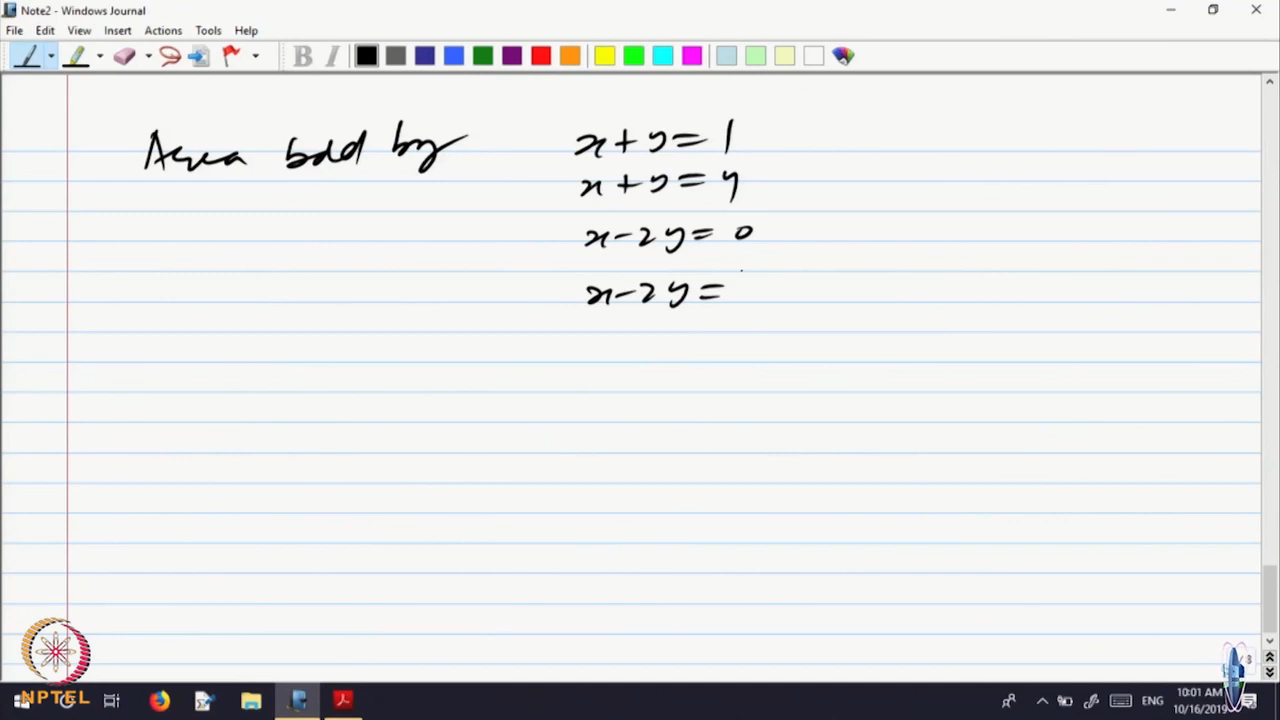 Note2 - Windows Journal
File Edit View Insert Actions Tools Help
B I
Area bdd by x+y=1
x+y=4
x-2y=0
x-2y=
3
NPTEL
ENG
10:01 AM
10/16/2019